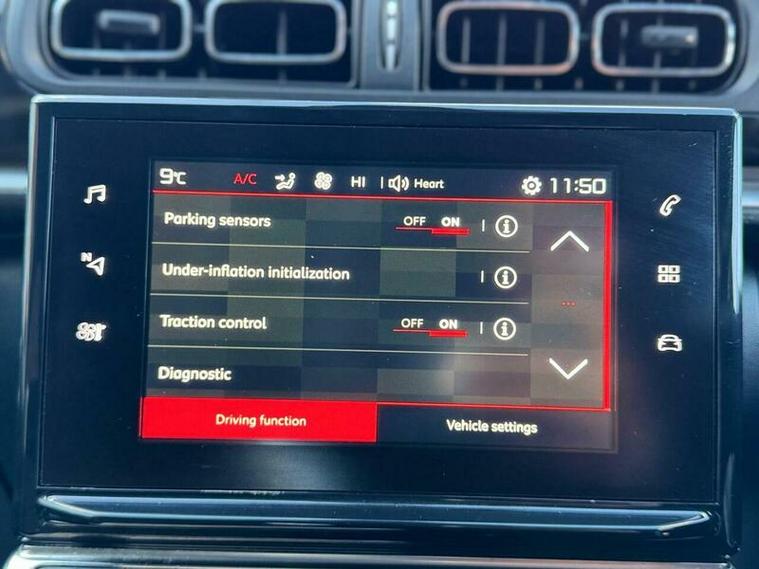 9°C A/C HI Heart 11:50
Parking sensors OFF ON i
N
Under-inflation initialization i
Traction control OFF ON i
Diagnostic
Driving function Vehicle settings